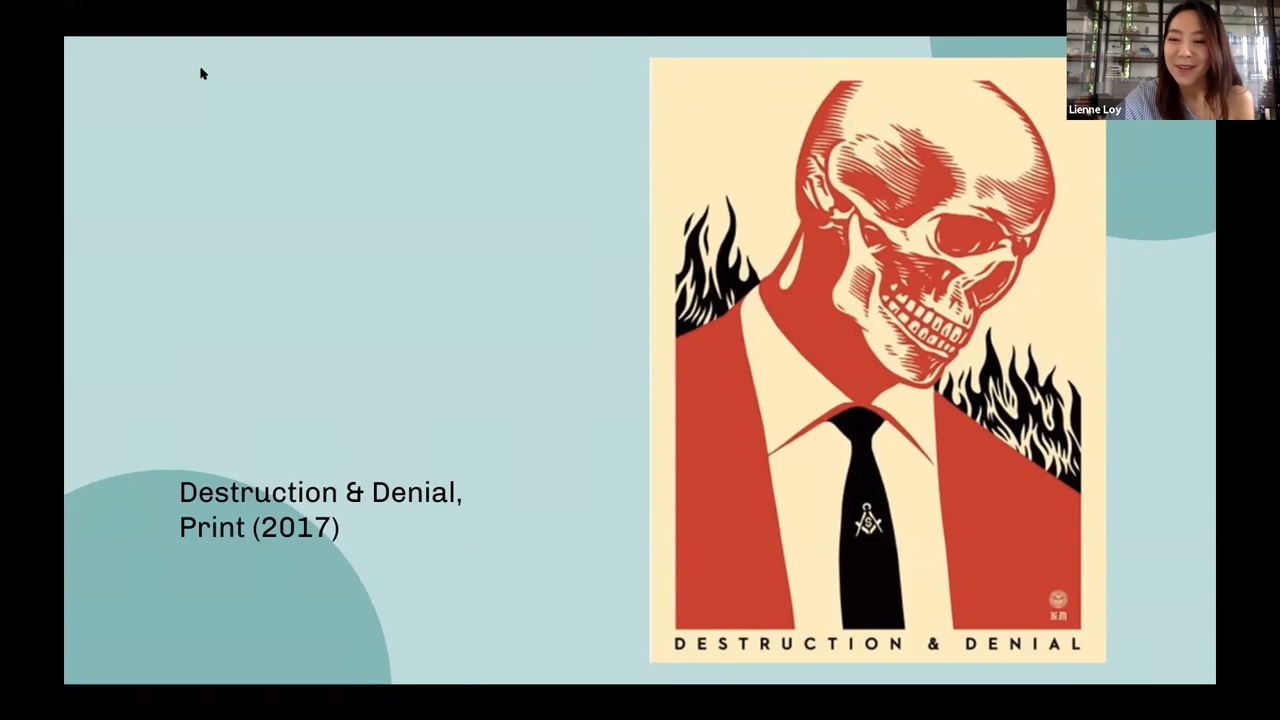 Lienne Loy
Destruction & Denial,
Print (2017)
DESTRUCTION & DENIAL